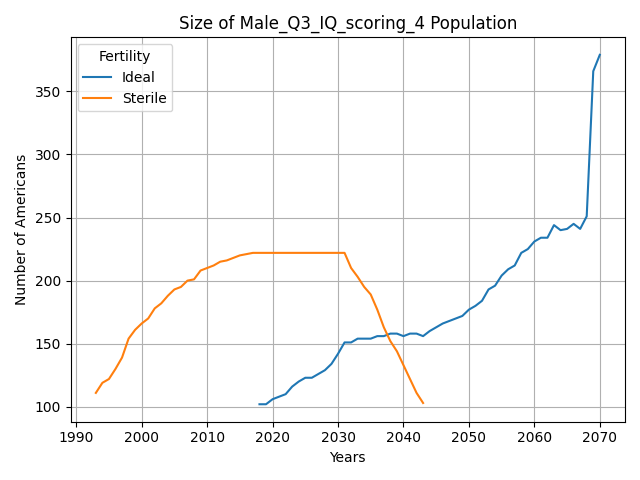 Size of Male_Q3_IQ_scoring_4 Population
Fertility
Ideal
Sterile
Number of Americans
350
300
250
200
150
100
1990
2000
2010
2020
2030
2040
2050
2060
2070
Years